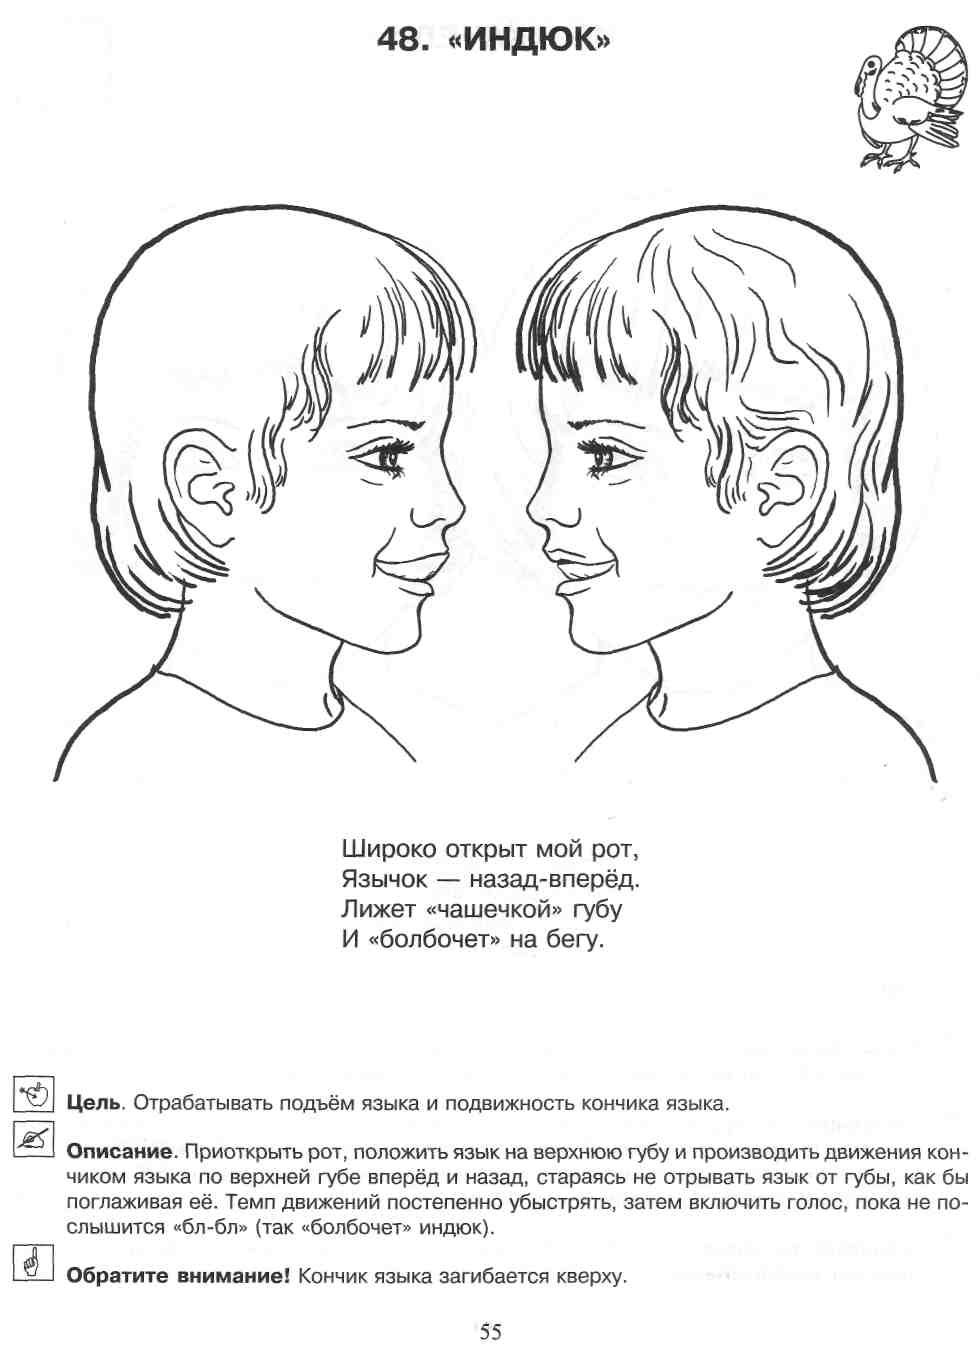 48. «ИНДЮК»
Широко открыт мой рот,
Язычок — назад-вперёд.
Лижет «чашечкой» губу
И «болбочет» на бегу.
Цель. Отрабатывать подъём языка и подвижность кончика языка.
Описание. Приоткрыть рот, положить язык на верхнюю губу и производить движения кон-
чиком языка по верхней губе вперёд и назад, стараясь не отрывать язык от губы, как бы
поглаживая её. Темп движений постепенно убыстрять, затем включить голос, пока не по-
слышится «бл-бл» (так «болбочет» индюк).
Обратите внимание! Кончик языка загибается кверху.
55